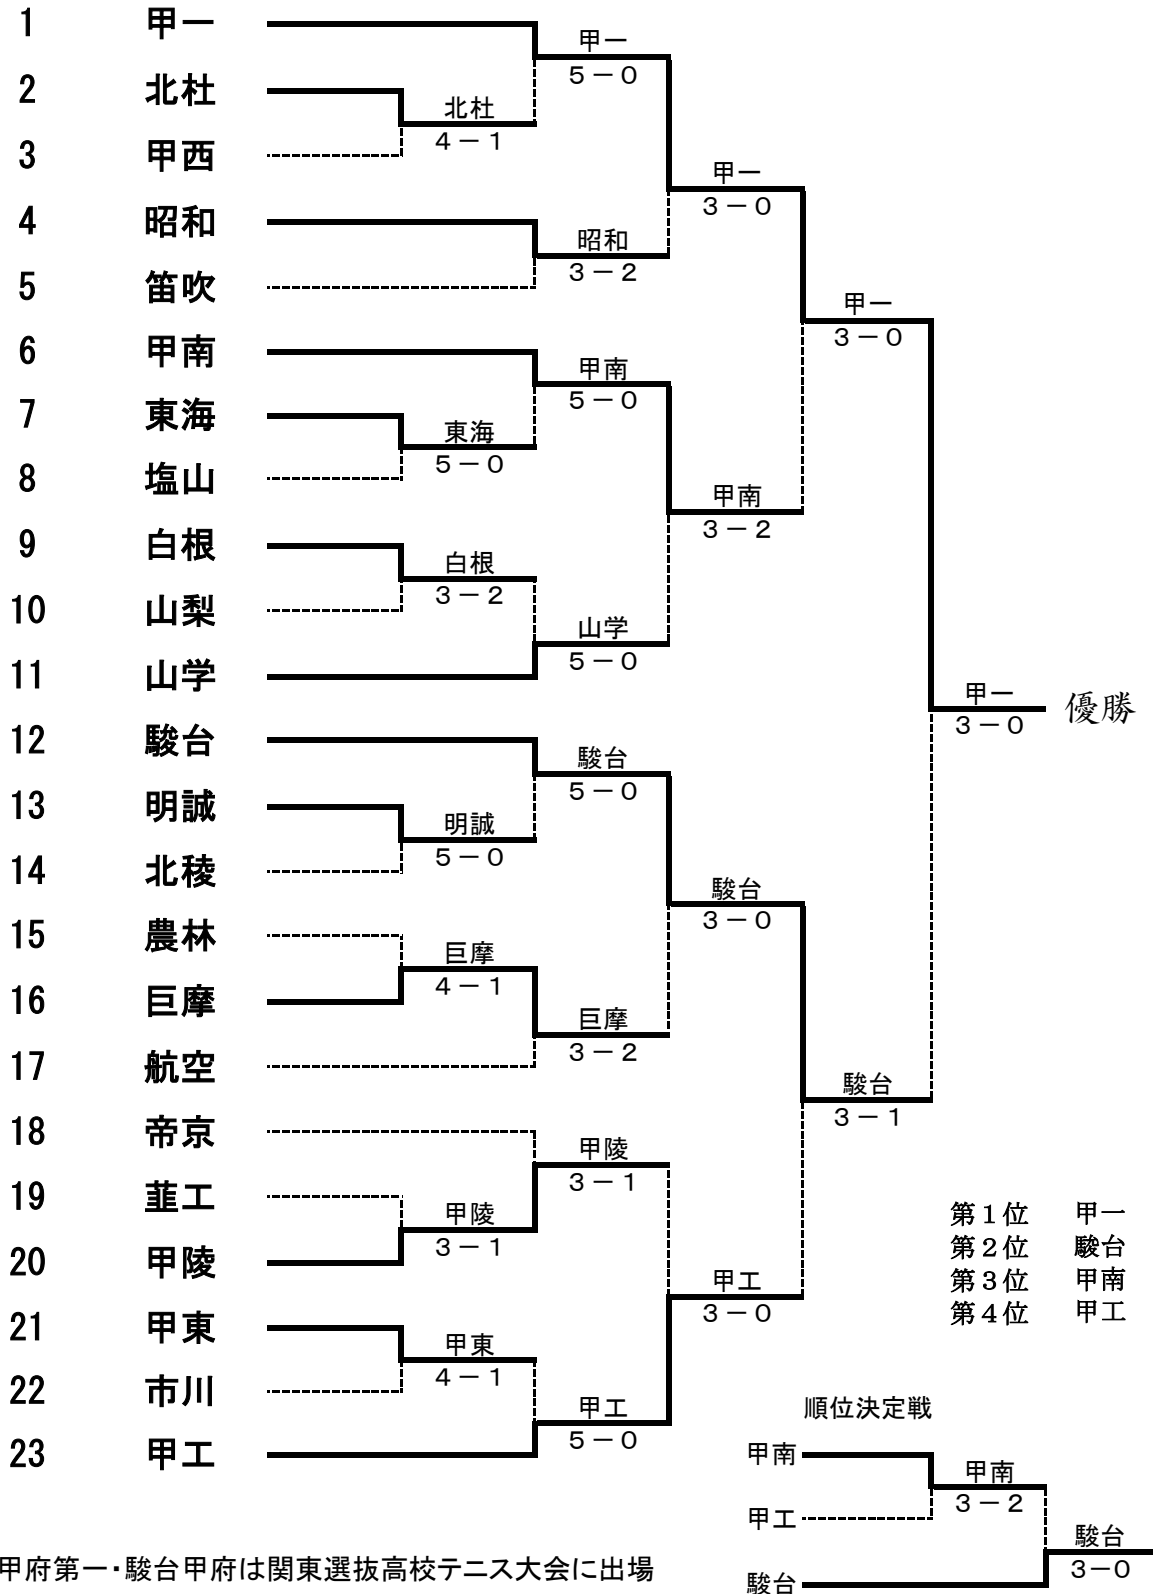 1 甲一
甲一
5－0
2 北杜
北杜
4－1
3 甲西
甲一
3－0
4 昭和
昭和
3－2
5 笛吹
甲一
3－0
6 甲南
甲南
5－0
7 東海
東海
5－0
8 塩山
甲南
3－2
9 白根
白根
3－2
10 山梨
山学
5－0
11 山学
甲一
3－0
優勝
12 駿台
駿台
5－0
13 明誠
明誠
5－0
14 北稜
駿台
3－0
15 農林
巨摩
4－1
16 巨摩
巨摩
3－2
17 航空
駿台
3－1
18 帝京
甲陵
3－1
19 韮工
甲陵
3－1
20 甲陵
甲工
3－0
21 甲東
甲東
4－1
22 市川
甲工
5－0
23 甲工
第1位 甲一
第2位 駿台
第3位 甲南
第4位 甲工
順位決定戦
甲南
甲南
3－2
甲工
駿台
3－0
駿台
甲府第一・駿台甲府は関東選抜高校テニス大会に出場